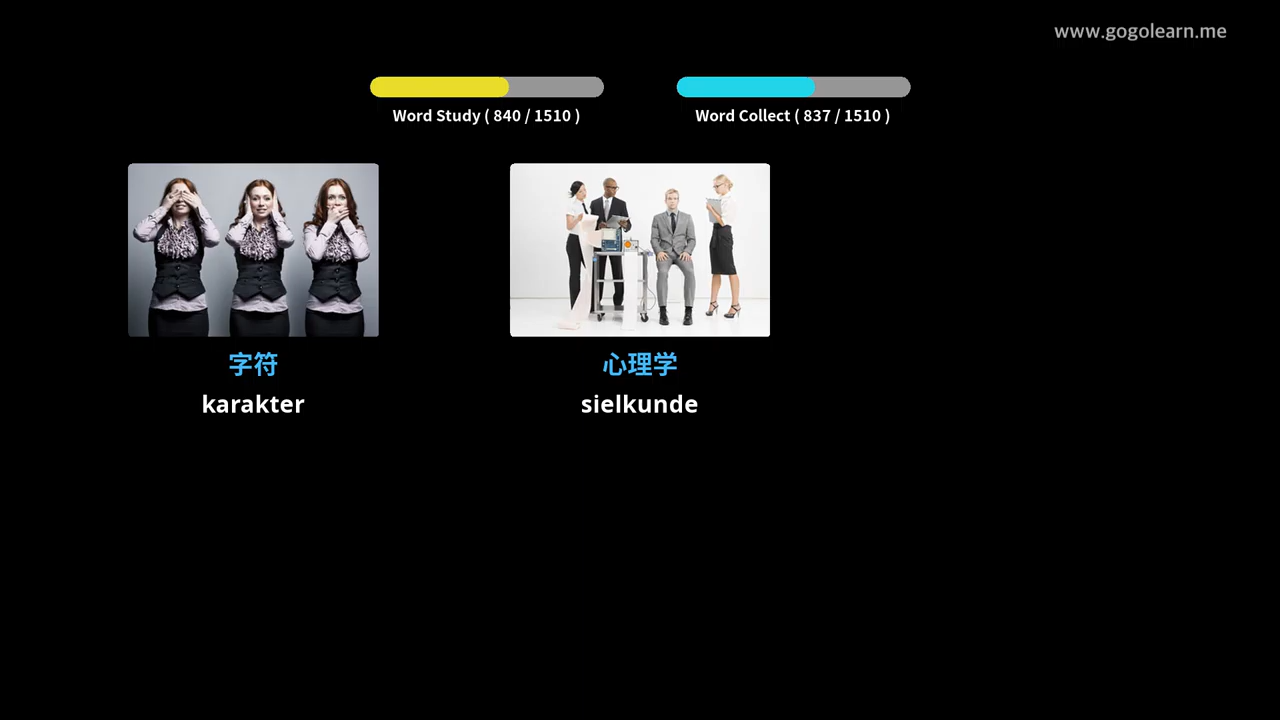 www.gogolearn.me
Word Study ( 840 / 1510 )
Word Collect ( 837 / 1510 )
字符
karakter
心理学
sielkunde